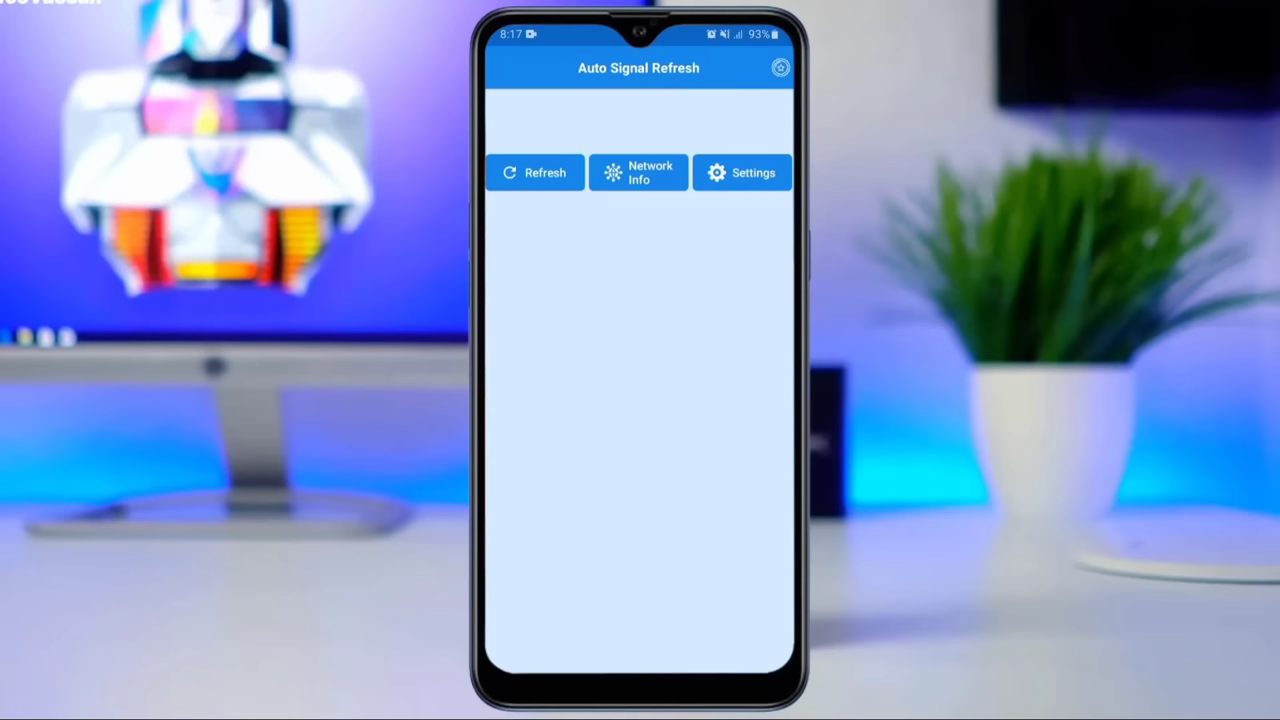 8:17
93%
Auto Signal Refresh
Refresh
Network
Info
Settings